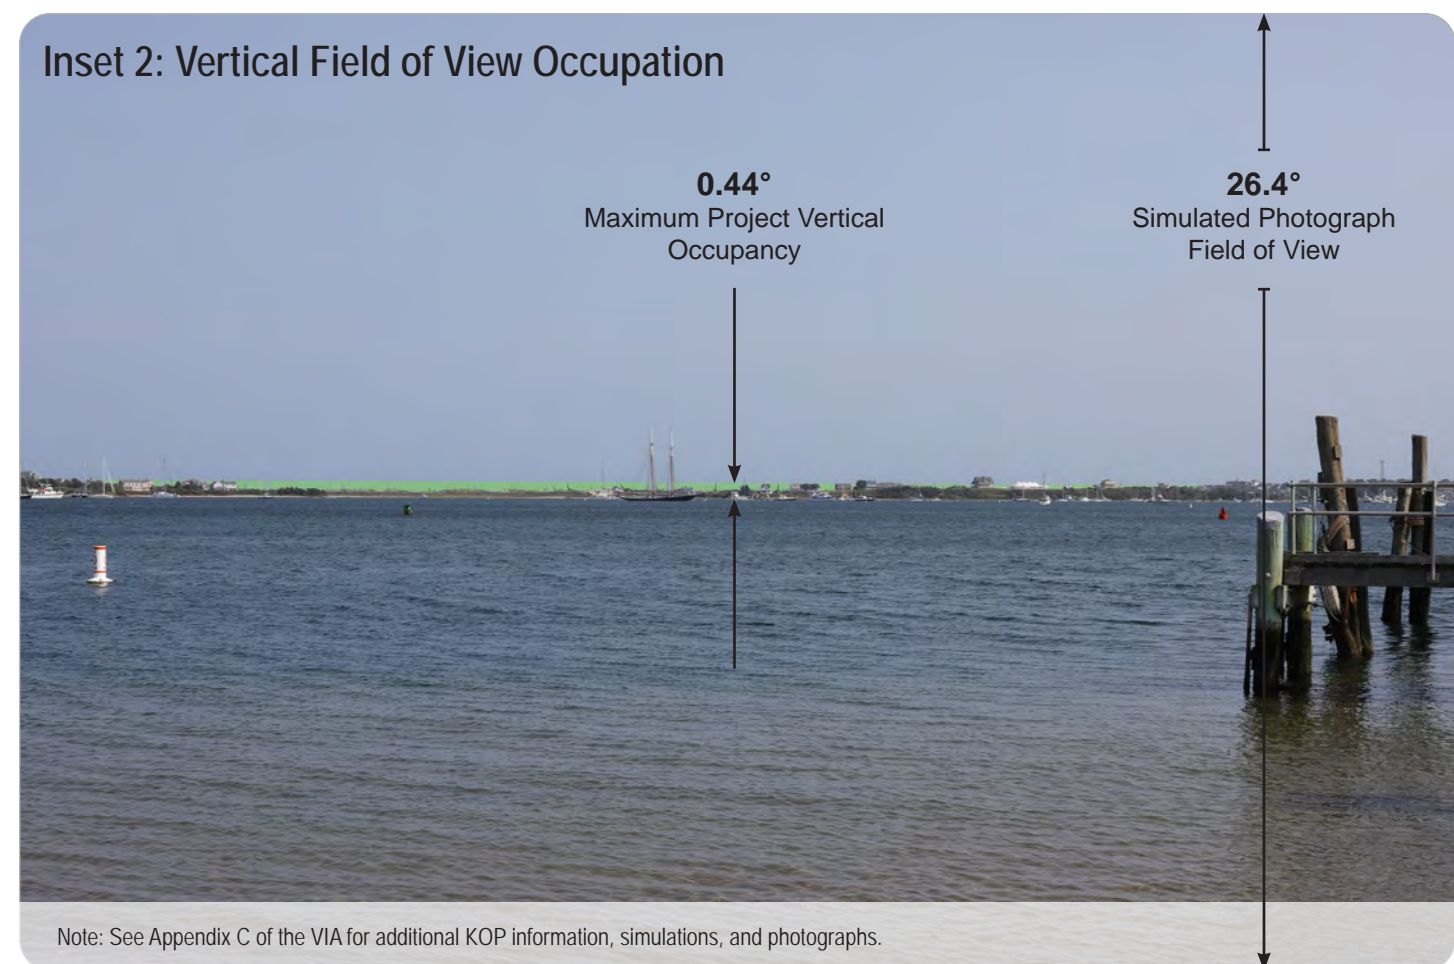 Inset 2: Vertical Field of View Occupation
0.44°
Maximum Project Vertical
Occupancy
26.4°
Simulated Photograph
Field of View
Note: See Appendix C of the VIA for additional KOP information, simulations, and photographs.